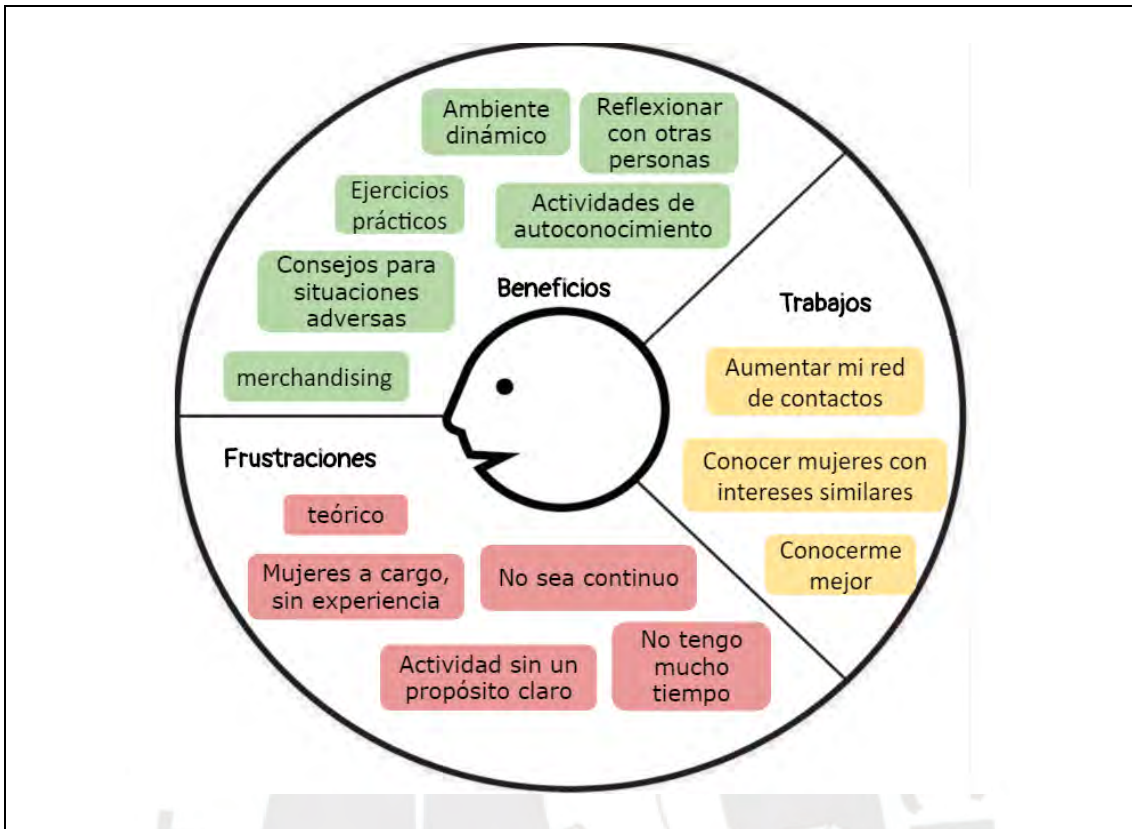 Ambiente
dinámico
Reflexionar
con otras
personas
Ejercicios
prácticos
Actividades de
autoconocimiento
Consejos para
situaciones
adversas
merchandising
Beneficios
Trabajos
Aumentar mi red
de contactos
Conocer mujeres con
intereses similares
Conocerme
mejor
Frustraciones
teórico
Mujeres a cargo,
sin experiencia
No sea continuo
Actividad sin un
propósito claro
No tengo
mucho
tiempo